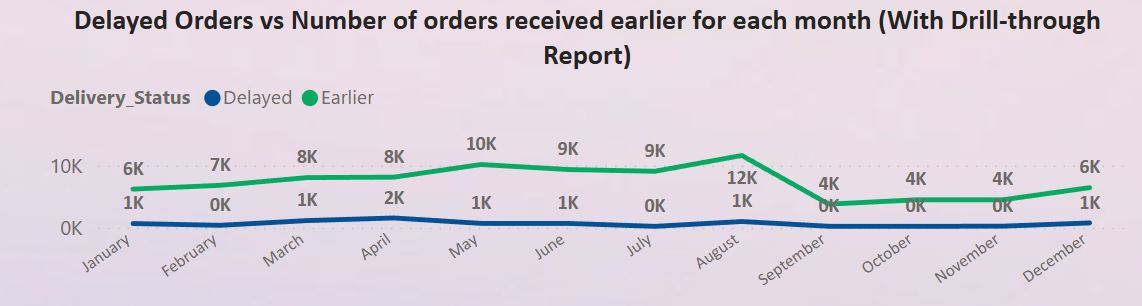 Delayed Orders vs Number of orders received earlier for each month (With Drill-through
Report)
Delivery_Status Delayed Earlier
10K
0K
6K 7K 8K 8K 10K 9K 9K 12K 4K 4K 4K 6K
1K 0K 1K 2K 1K 1K 0K 1K 0K 0K 0K 1K
January February March April May June July August September October November December